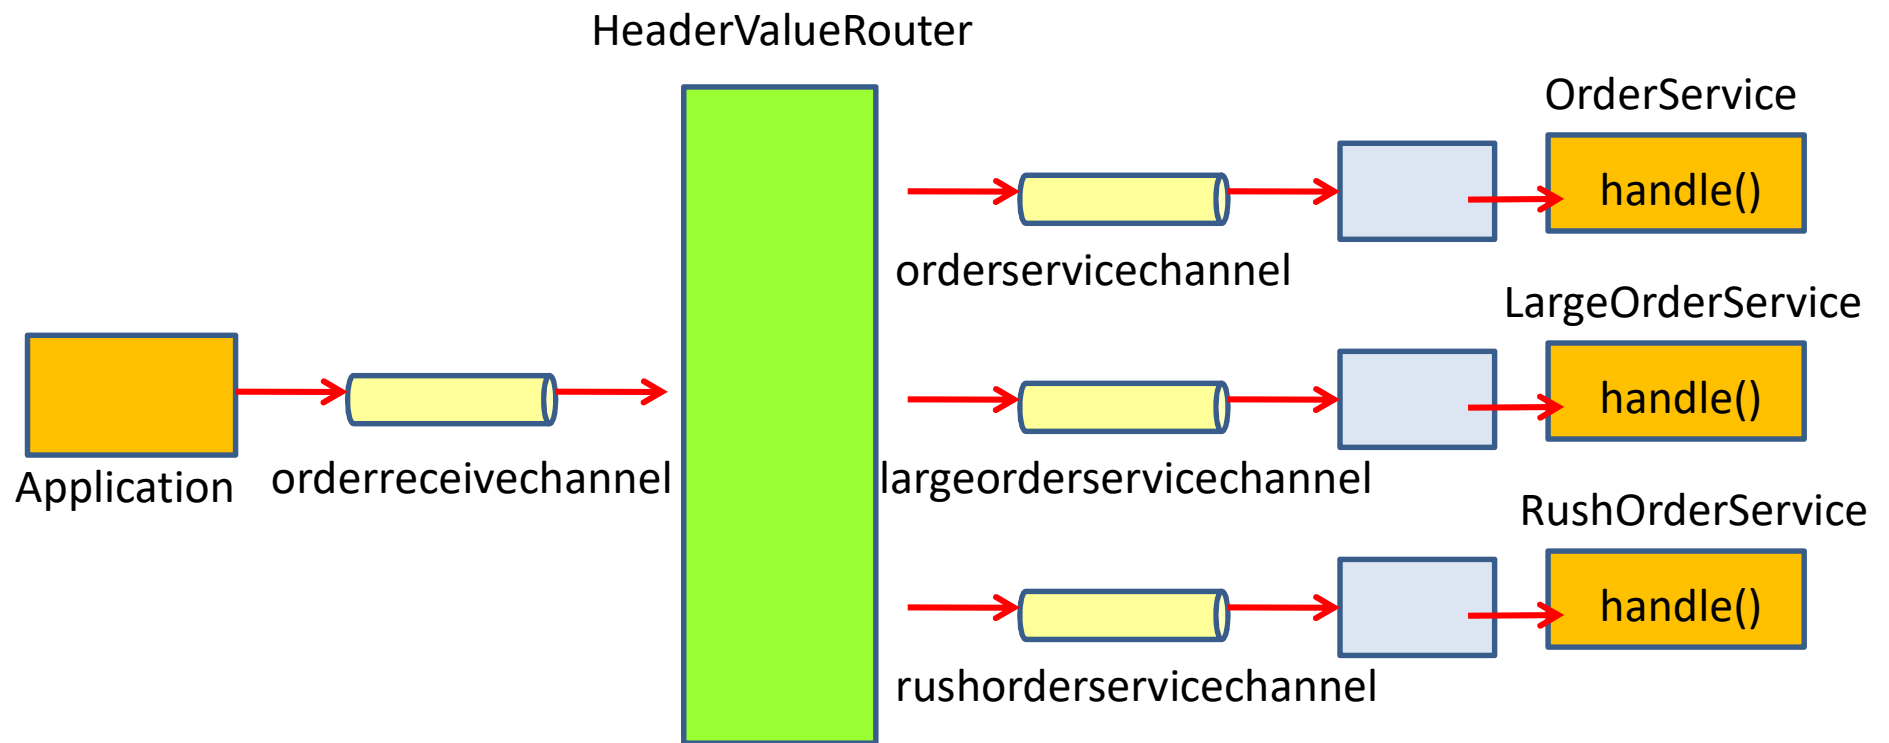 HeaderValueRouter
OrderService
handle()
orderservicechannel
LargeOrderService
handle()
Application
orderreceivechannel
largeorderservicechannel
RushOrderService
handle()
rushorderservicechannel